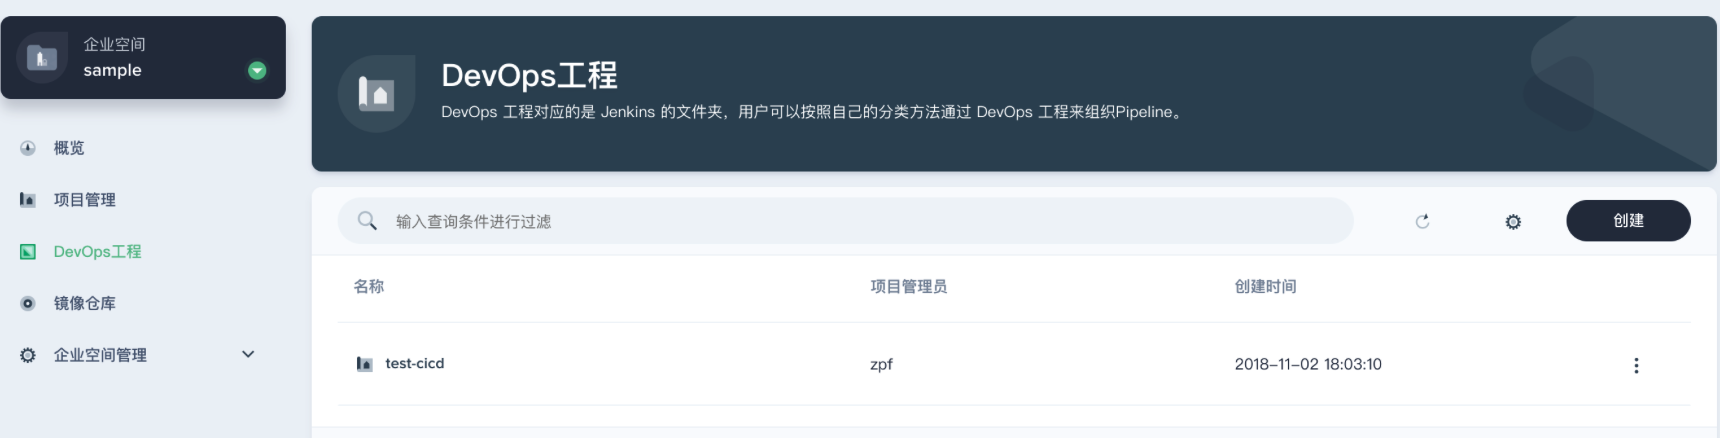 企业空间
sample
概览
项目管理
DevOps工程
镜像仓库
企业空间管理
DevOps工程
DevOps 工程对应的是 Jenkins 的文件夹，用户可以按照自己的分类方法通过 DevOps 工程来组织Pipeline。
输入查询条件进行过滤
创建
名称 项目管理员 创建时间
test-cicd zpf 2018-11-02 18:03:10